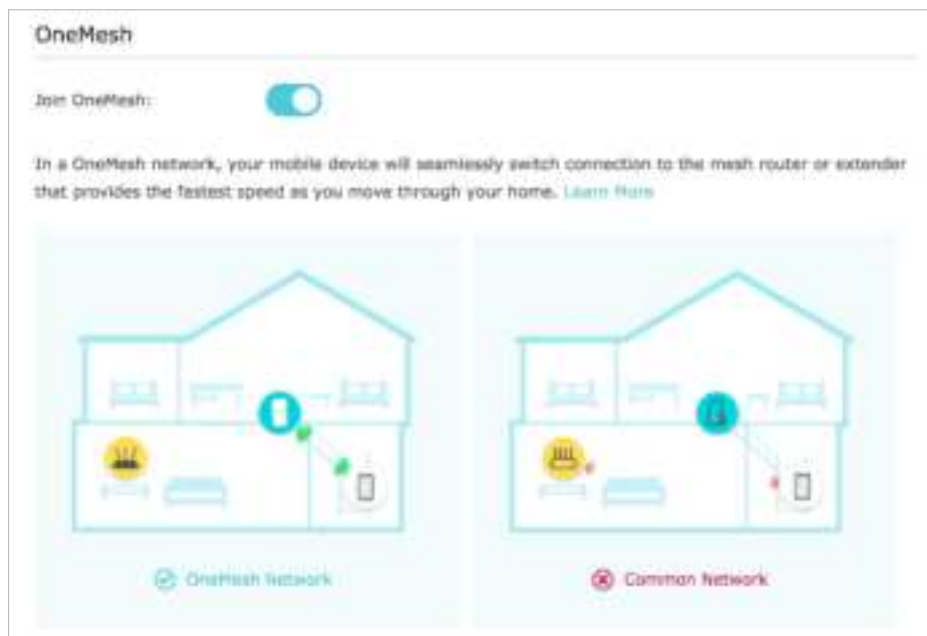 OneMesh
Join OneMesh:
In a OneMesh network, your mobile device will seamlessly switch connection to the mesh router or extender
that provides the fastest speed as you move through your home. Learn More
OneMesh Network
Common Network